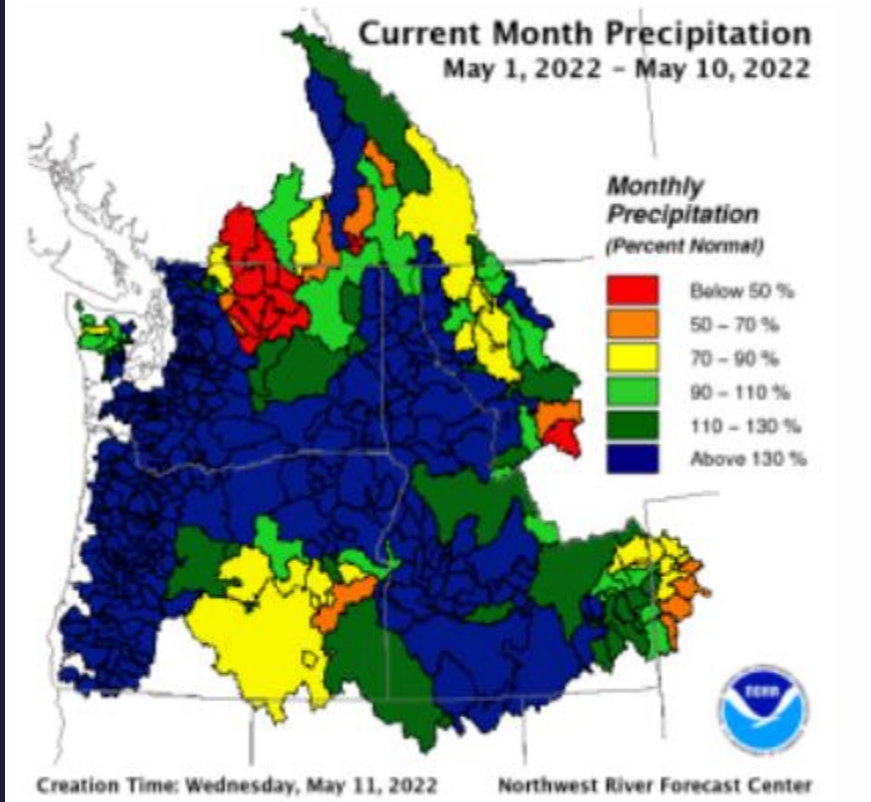 Current Month Precipitation
May 1, 2022 - May 10, 2022
Monthly
Precipitation
(Percent Normal)
Below 50 %
50 - 70 %
70 - 90 %
90 - 110 %
110 - 130 %
Above 130 %
NOAA
Creation Time: Wednesday, May 11, 2022
Northwest River Forecast Center